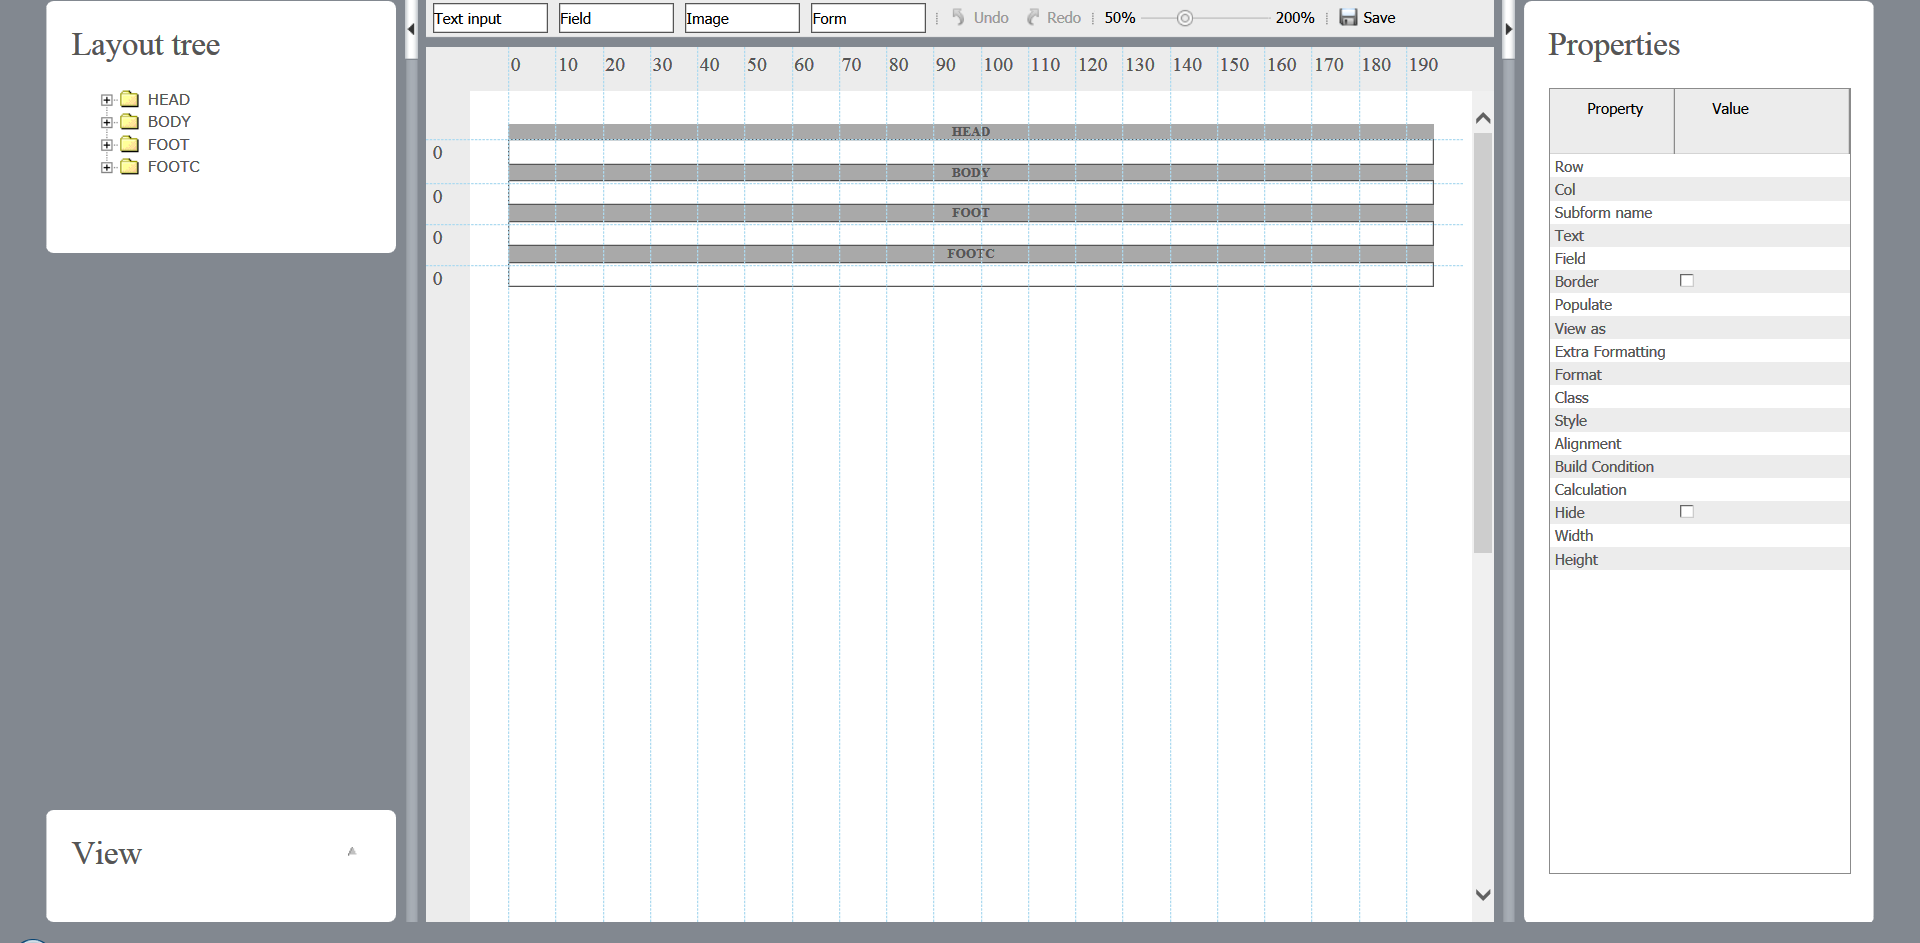 Layout tree
HEAD
BODY
FOOT
FOOTC
View
Text input Field Image Form Undo Redo 50% 200% Save
0 10 20 30 40 50 60 70 80 90 100 110 120 130 140 150 160 170 180 190
HEAD
0
BODY
0
FOOT
0
FOOTC
0
Properties
Property Value
Row
Col
Subform name
Text
Field
Border
Populate
View as
Extra Formatting
Format
Class
Style
Alignment
Build Condition
Calculation
Hide
Width
Height